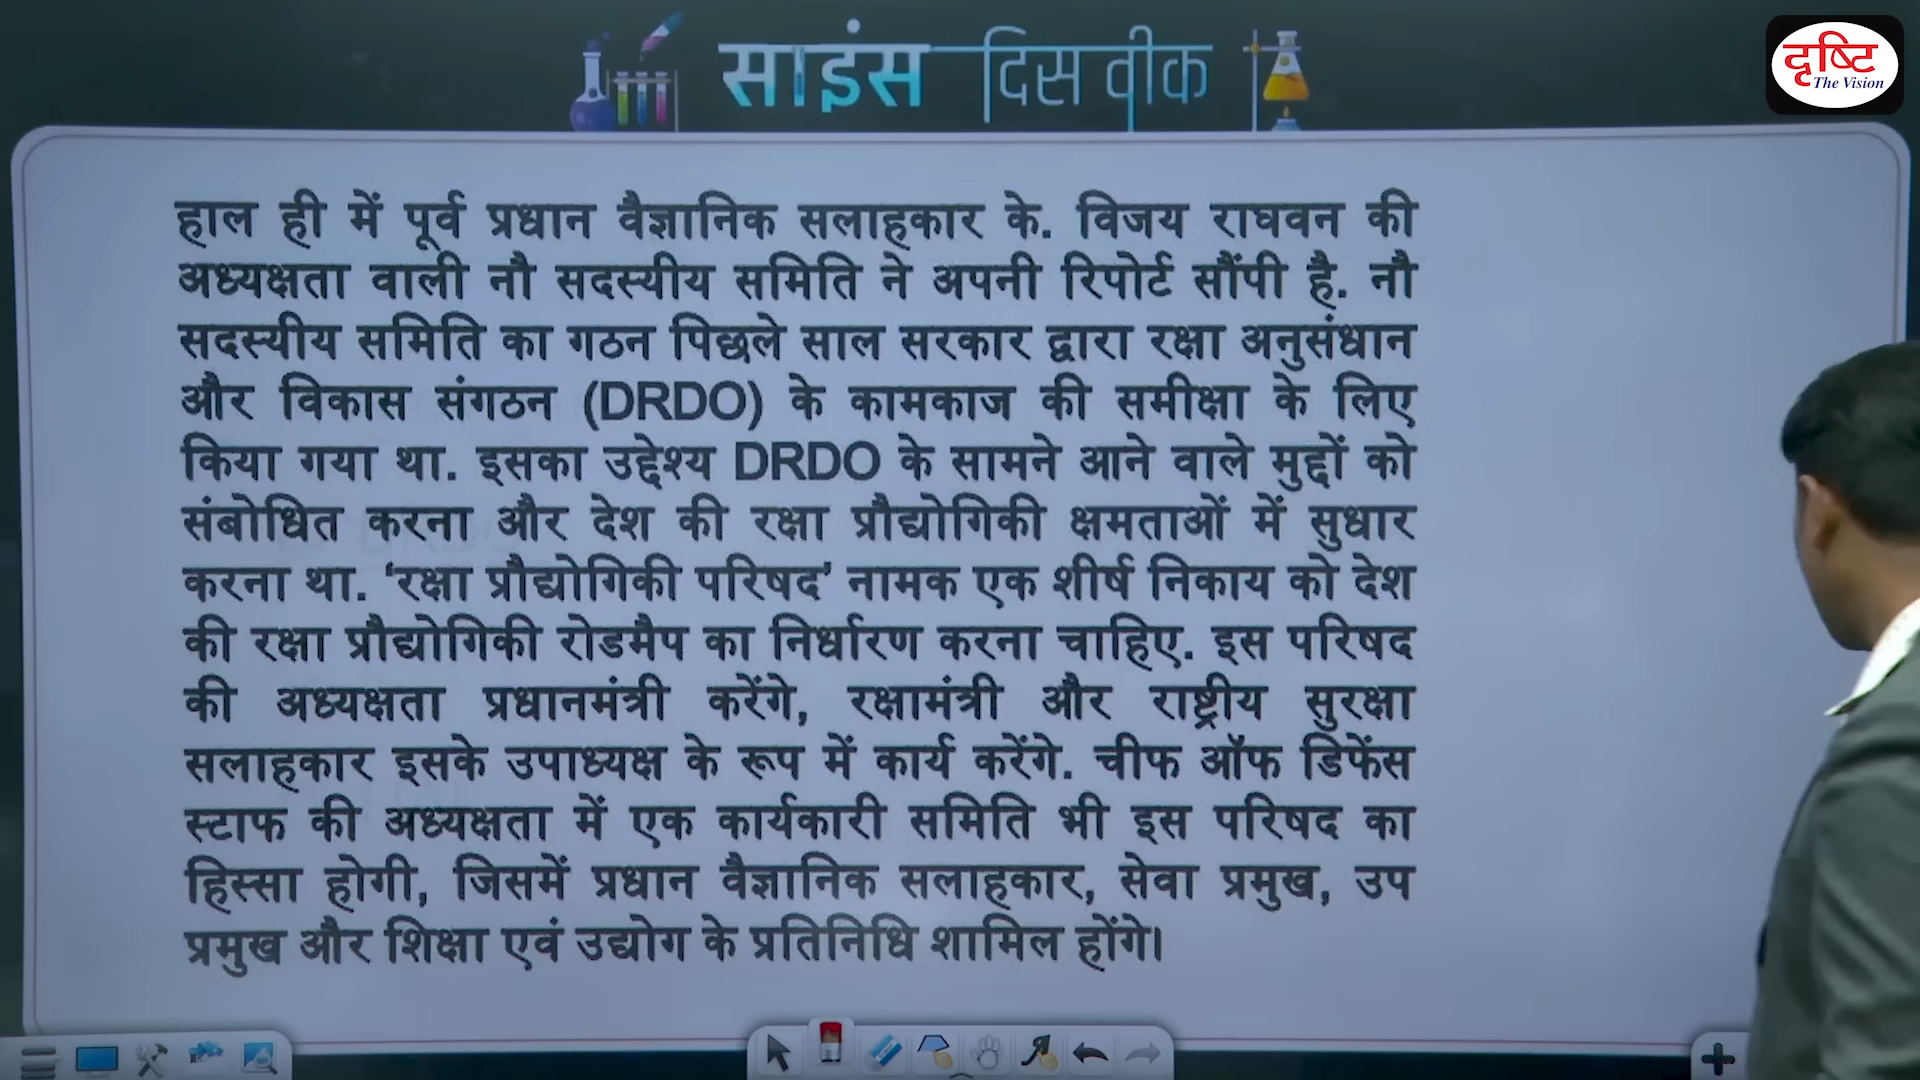 साइंस दिस वीक
दृष्टि
The Vision
हाल ही में पूर्व प्रधान वैज्ञानिक सलाहकार के. विजय राघवन की
अध्यक्षता वाली नौ सदस्यीय समिति ने अपनी रिपोर्ट सौंपी है. नौ
सदस्यीय समिति का गठन पिछले साल सरकार द्वारा रक्षा अनुसंधान
और विकास संगठन (DRDO) के कामकाज की समीक्षा के लिए
किया गया था. इसका उद्देश्य DRDO के सामने आने वाले मुद्दों को
संबोधित करना और देश की रक्षा प्रौद्योगिकी क्षमताओं में सुधार
करना था. ‘रक्षा प्रौद्योगिकी परिषद’ नामक एक शीर्ष निकाय को देश
की रक्षा प्रौद्योगिकी रोडमैप का निर्धारण करना चाहिए. इस परिषद
की अध्यक्षता प्रधानमंत्री करेंगे, रक्षामंत्री और राष्ट्रीय सुरक्षा
सलाहकार इसके उपाध्यक्ष के रूप में कार्य करेंगे. चीफ ऑफ डिफेंस
स्टाफ की अध्यक्षता में एक कार्यकारी समिति भी इस परिषद का
हिस्सा होगी, जिसमें प्रधान वैज्ञानिक सलाहकार, सेवा प्रमुख, उप
प्रमुख और शिक्षा एवं उद्योग के प्रतिनिधि शामिल होंगे।